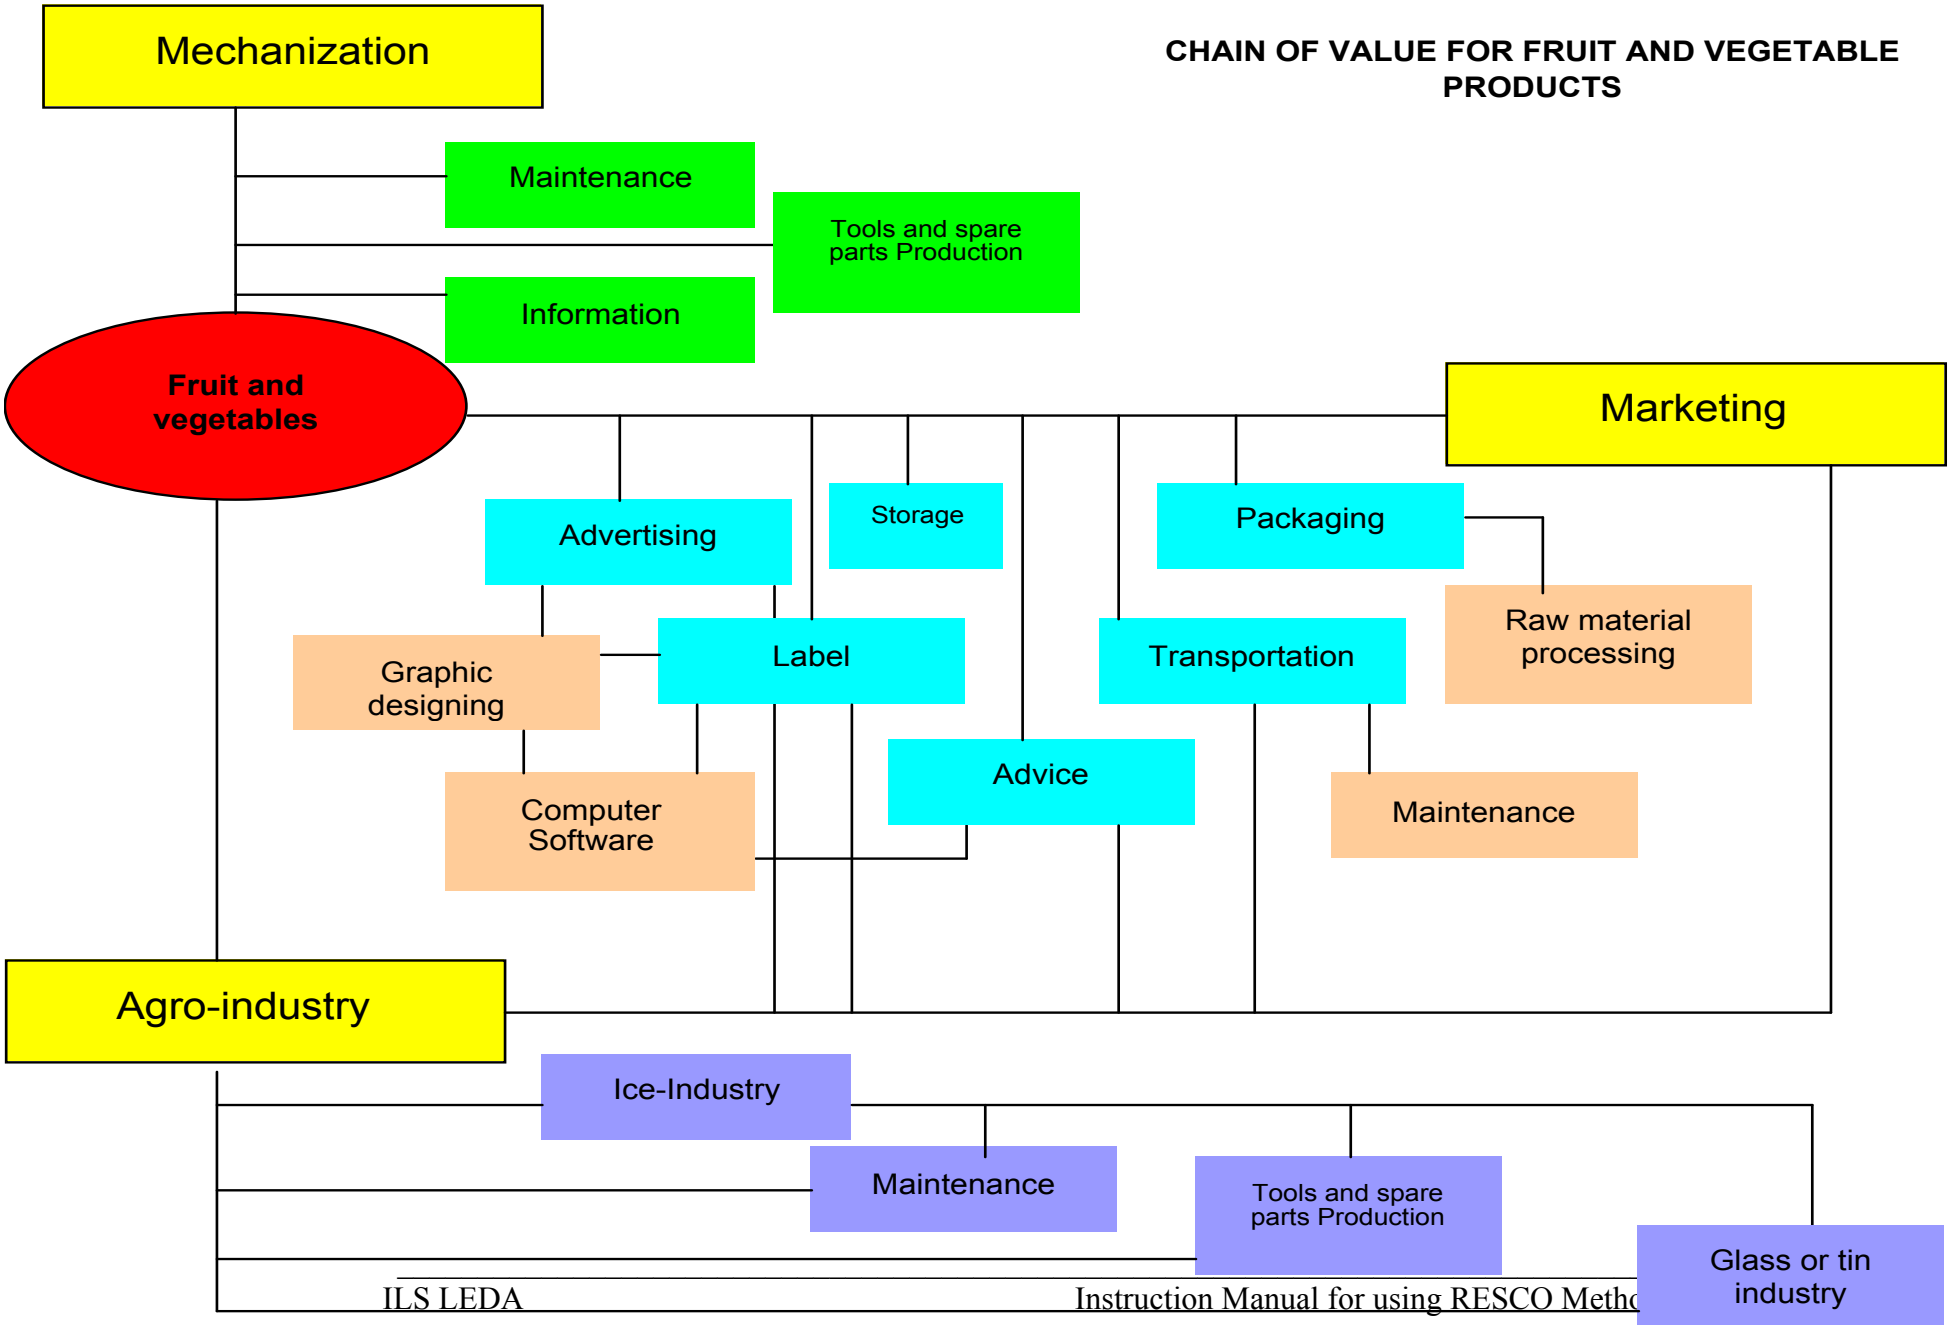 Mechanization
CHAIN OF VALUE FOR FRUIT AND VEGETABLE
PRODUCTS
Maintenance
Tools and spare
parts Production
Information
Fruit and
vegetables
Marketing
Storage
Packaging
Advertising
Raw material
processing
Label
Transportation
Graphic
designing
Advice
Computer
Software
Maintenance
Agro-industry
Ice-Industry
Maintenance
Tools and spare
parts Production
Glass or tin
industry
ILS LEDA
Instruction Manual for using RESCO